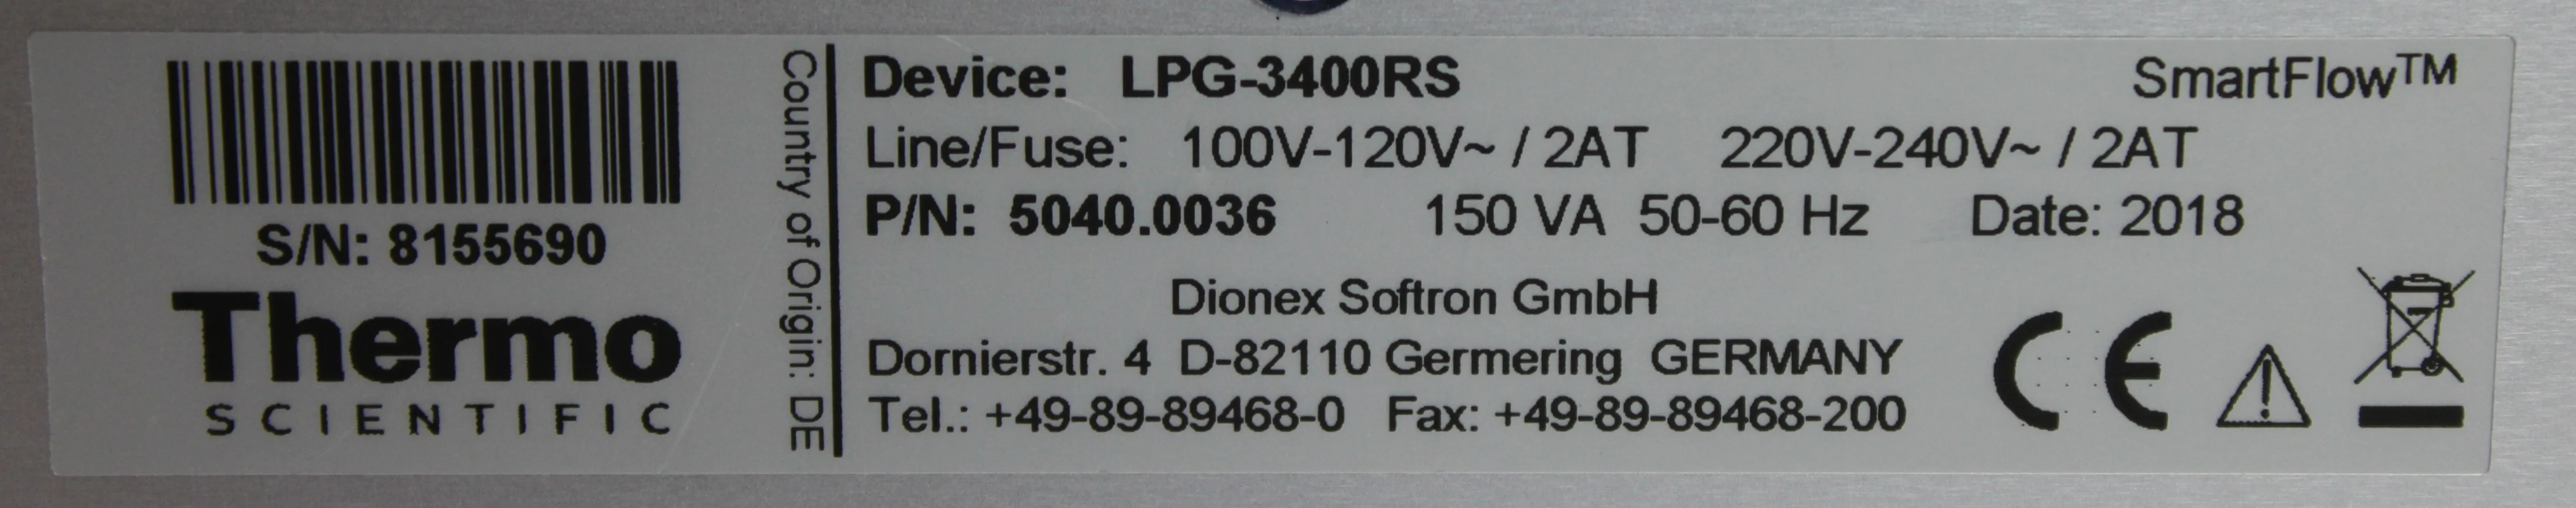 S/N: 8155690
Thermo
SCIENTIFIC
Country of Origin: DE
Device: LPG-3400RS SmartFlow™
Line/Fuse: 100V-120V~ / 2AT 220V-240V~ / 2AT
P/N: 5040.0036 150 VA 50-60 Hz Date: 2018
Dionex Softron GmbH
Dornierstr. 4 D-82110 Germering GERMANY
Tel.: +49-89-89468-0 Fax: +49-89-89468-200
CE